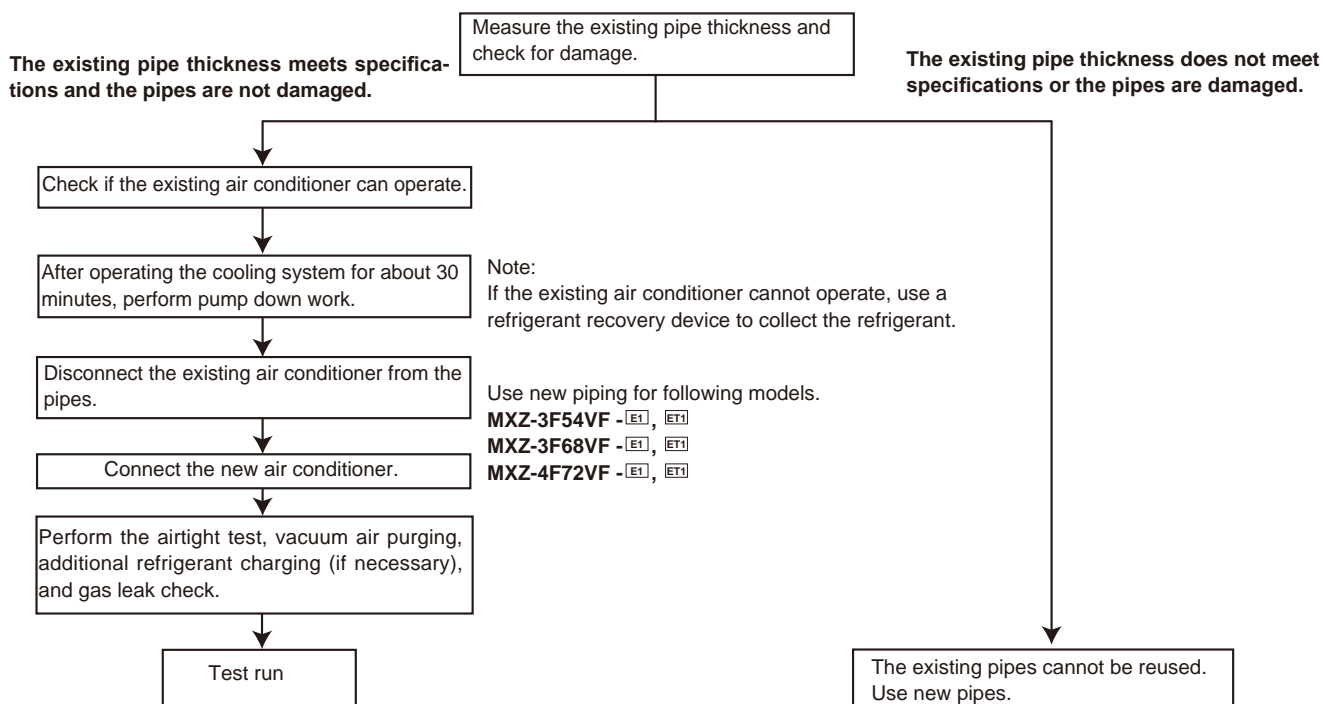 Measure the existing pipe thickness and
check for damage.
The existing pipe thickness meets specifica-
tions and the pipes are not damaged.
The existing pipe thickness does not meet
specifications or the pipes are damaged.
Check if the existing air conditioner can operate.
After operating the cooling system for about 30
minutes, perform pump down work.
Note:
If the existing air conditioner cannot operate, use a
refrigerant recovery device to collect the refrigerant.
Disconnect the existing air conditioner from the
pipes.
Use new piping for following models.
MXZ-3F54VF - E1, ET1
MXZ-3F68VF - E1, ET1
MXZ-4F72VF - E1, ET1
Connect the new air conditioner.
Perform the airtight test, vacuum air purging,
additional refrigerant charging (if necessary),
and gas leak check.
Test run
The existing pipes cannot be reused.
Use new pipes.